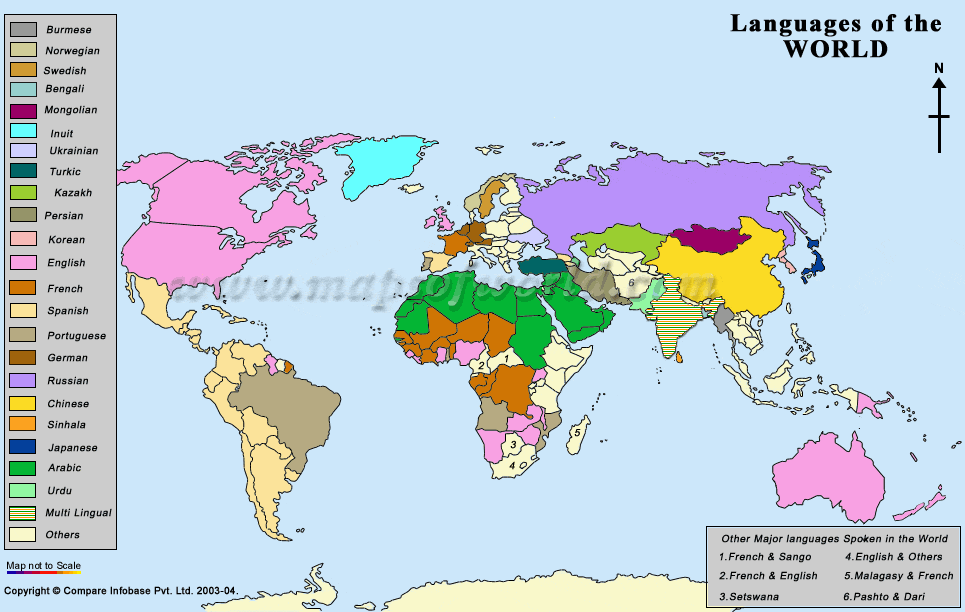 Languages of the
WORLD
N
Burmese
Norwegian
Swedish
Bengali
Mongolian
Inuit
Ukrainian
Turkic
Kazakh
Persian
Korean
English
French
Spanish
Portuguese
German
Russian
Chinese
Sinhala
Japanese
Arabic
Urdu
Multi Lingual
Others
www.mapsofworld.com
1
2
3
4
5
Other Major languages Spoken in the World
1.French & Sango
4.English & Others
2.French & English
5.Malagasy & French
3.Setswana
6.Pashto & Dari
Map not to Scale
Copyright © Compare Infobase Pvt. Ltd. 2003-04.